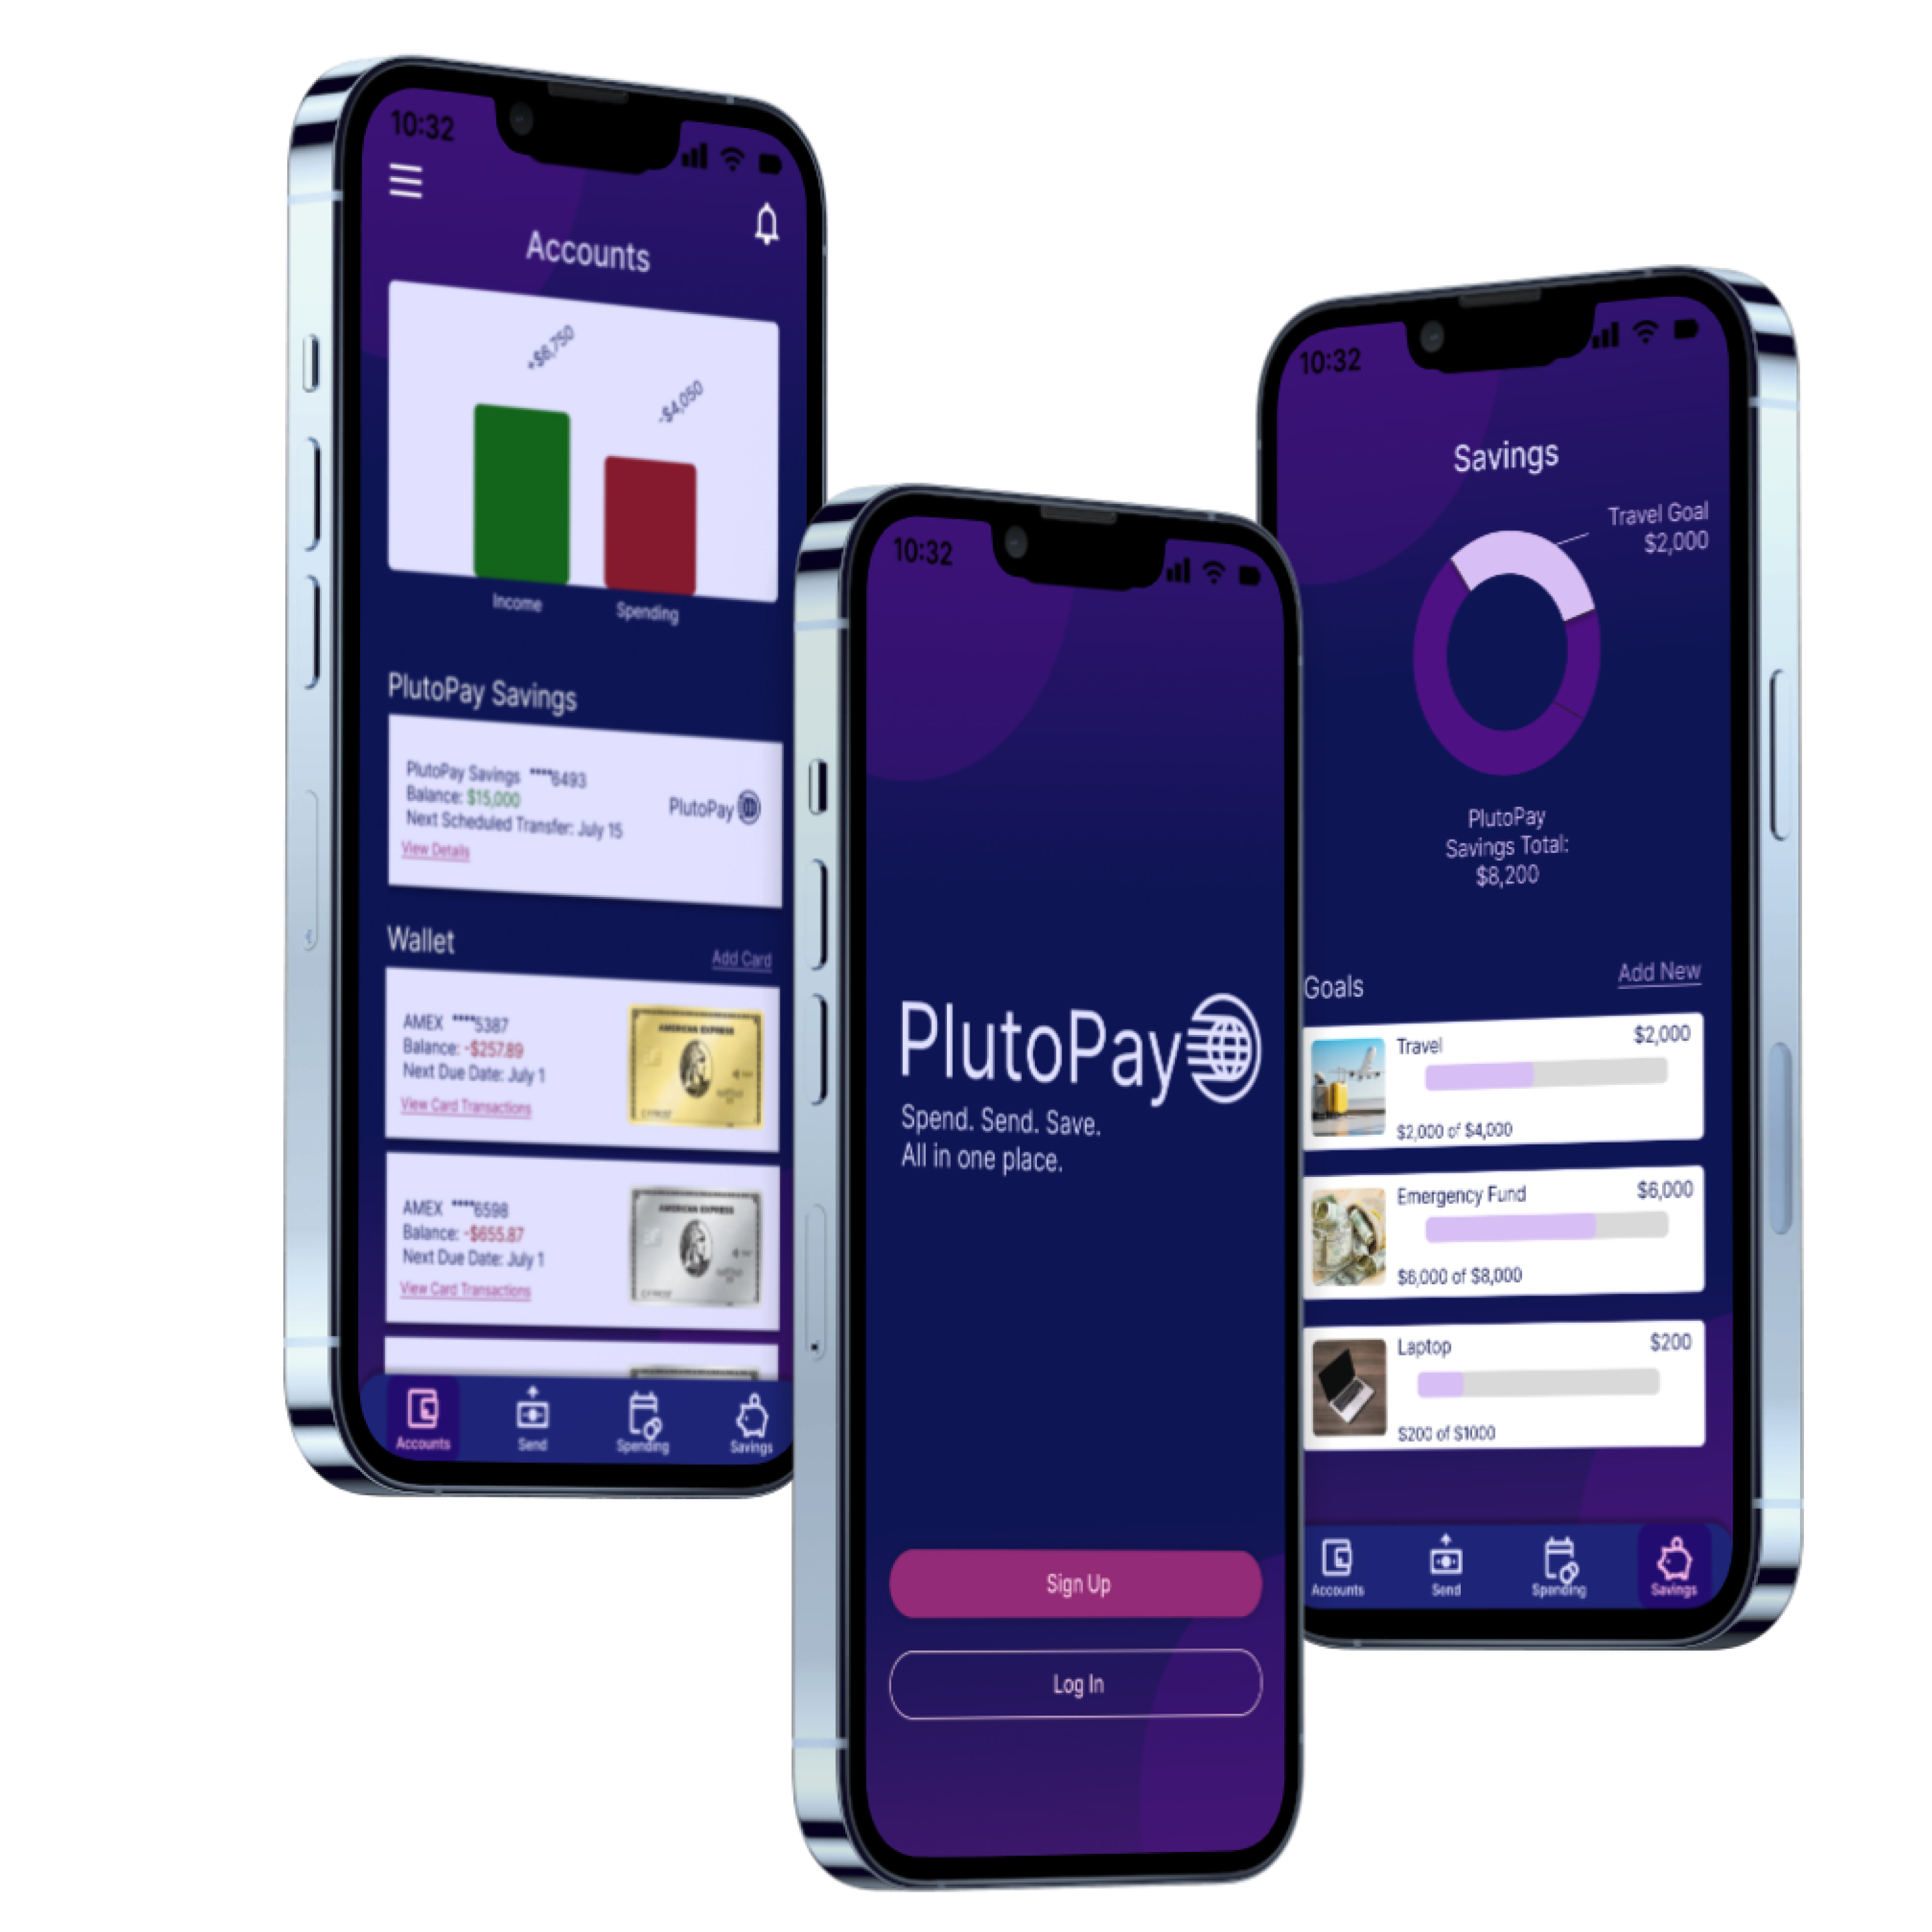 10:32
Accounts
+$6,750
-$4,050
Income
Spending
PlutoPay Savings
PlutoPay Savings ****6493
Balance: $15,000
Next Scheduled Transfer: July 15
View Details
PlutoPay
Wallet
Add Card
AMEX ****5387
Balance: -$257.89
Next Due Date: July 1
View Card Transactions
AMERICAN EXPRESS
AMEX ****6598
Balance: -$655.87
Next Due Date: July 1
View Card Transactions
AMERICAN EXPRESS
Accounts
Send
Spending
Savings
10:32
PlutoPay
Spend. Send. Save.
All in one place.
Sign Up
Log In
10:32
Savings
Travel Goal
$2,000
PlutoPay
Savings Total:
$8,200
Goals
Add New
Travel
$2,000
$2,000 of $4,000
Emergency Fund
$6,000
$6,000 of $8,000
Laptop
$200
$200 of $1000
Accounts
Send
Spending
Savings